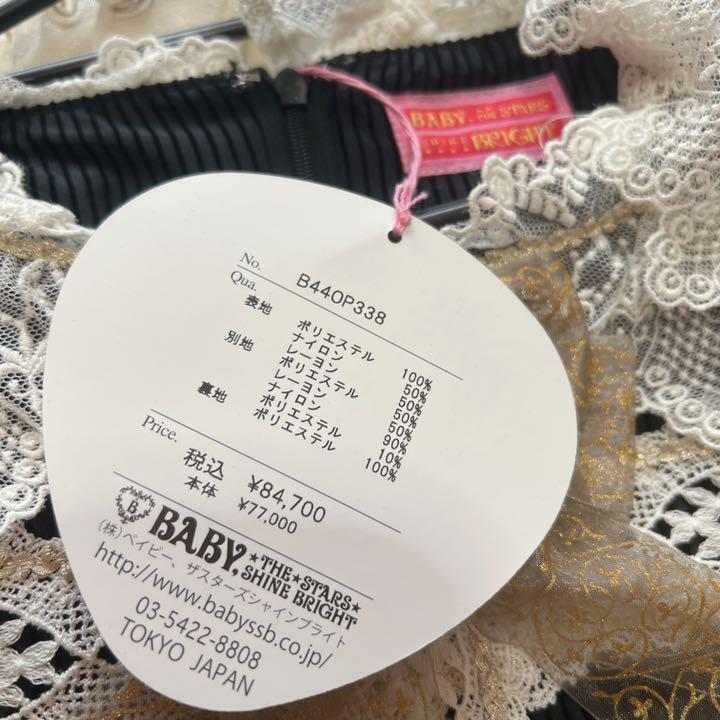 BABY, THE STARS
SHINE BRIGHT
No. B44OP338
Qua.
表地 ポリエステル 100%
別地 ナイロン 50%
レーヨン 50%
ポリエステル 50%
レーヨン 50%
ナイロン 90%
ポリエステル 10%
裏地 ポリエステル 100%
Price.
税込 ¥84,700
本体 ¥77,000
B
BABY, THE★STARS★
SHINE BRIGHT
(株)ベイビー、ザスターズシャインブライト
http://www.babyssb.co.jp/
03-5422-8808
TOKYO JAPAN